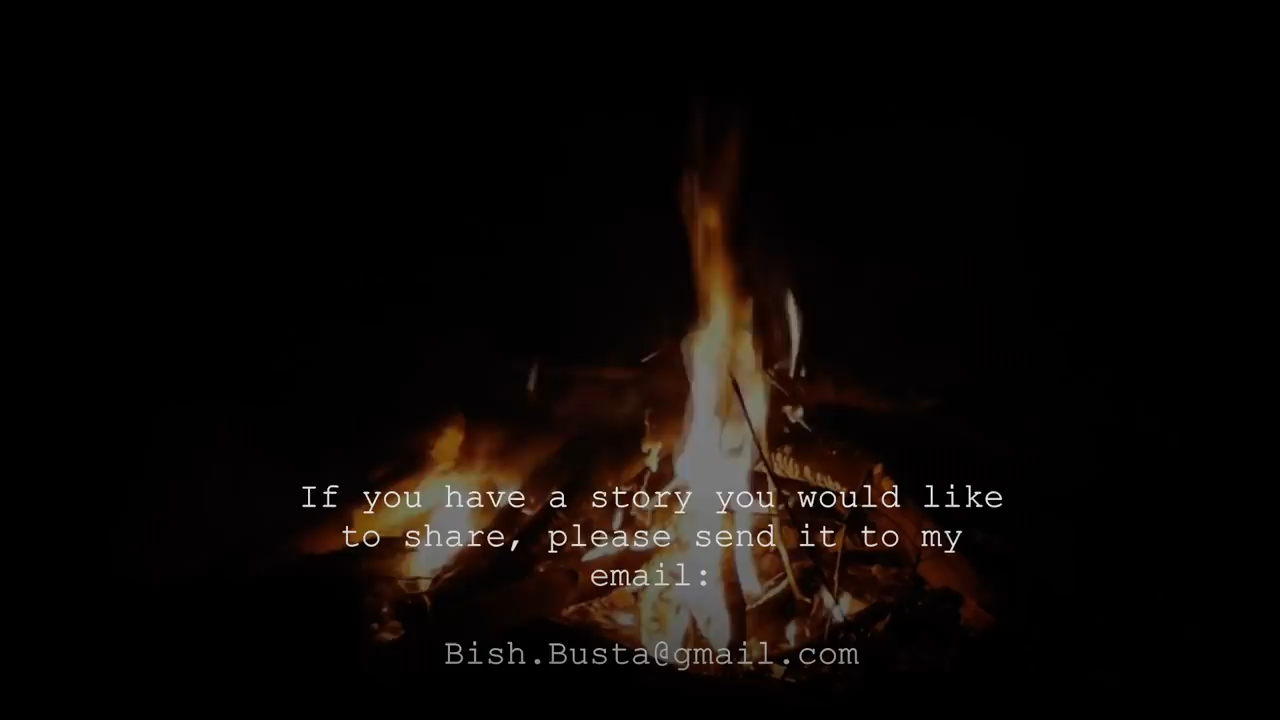 If you have a story you would like
to share, please send it to my
email:
Bish.Busta@gmail.com